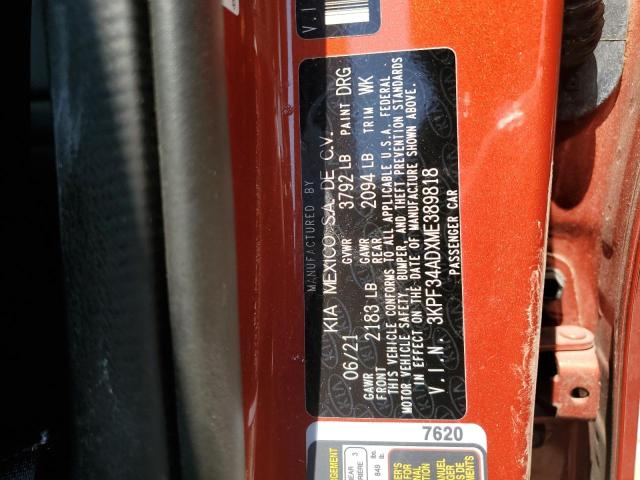 V.I.N
MANUFACTURED BY
KIA MEXICO S.A. DE C.V.
06/21 GVWR 3792 LB PAINT DRG
GAWR FRONT 2183 LB GAWR REAR 2094 LB TRIM WK
THIS VEHICLE CONFORMS TO ALL APPLICABLE U.S.A. FEDERAL
MOTOR VEHICLE SAFETY, BUMPER, AND THEFT PREVENTION STANDARDS
IN EFFECT ON THE DATE OF MANUFACTURE SHOWN ABOVE.
V.I.N. 3KPF34ADXME389818
PASSENGER CAR
7620